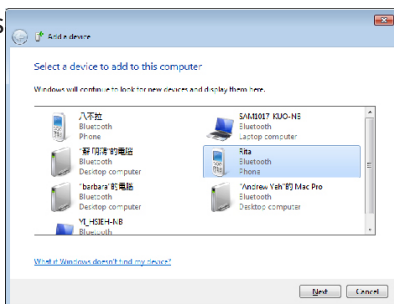 s
Add a device
Select a device to add to this computer
Windows will continue to look for new devices and display them here.
八不拉
Bluetooth
Phone
SAM1017 KUO-NB
Bluetooth
Laptop computer
的電腦
Bluetooth
Desktop computer
Rita
Bluetooth
Phone
"barbara"的電腦
Bluetooth
Desktop computer
"Andrew Yeh"的 Mac Pro
Bluetooth
Desktop computer
YI_HSIEH-NB
Bluetooth
What if Windows doesn't find my device?
Next
Cancel